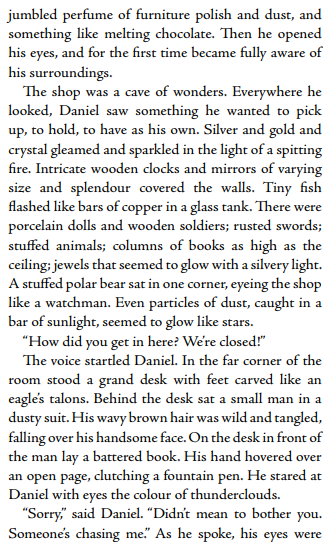 jumbled perfume of furniture polish and dust, and
something like melting chocolate. Then he opened
his eyes, and for the first time became fully aware of
his surroundings.
The shop was a cave of wonders. Everywhere he
looked, Daniel saw something he wanted to pick
up, to hold, to have as his own. Silver and gold and
crystal gleamed and sparkled in the light of a spitting
fire. Intricate wooden clocks and mirrors of varying
size and splendour covered the walls. Tiny fish
flashed like bars of copper in a glass tank. There were
porcelain dolls and wooden soldiers; rusted swords;
stuffed animals; columns of books as high as the
ceiling; jewels that seemed to glow with a silvery light.
A stuffed polar bear sat in one corner, eyeing the shop
like a watchman. Even particles of dust, caught in a
bar of sunlight, seemed to glow like stars.
“How did you get in here? We’re closed!”
The voice startled Daniel. In the far corner of the
room stood a grand desk with feet carved like an
eagle’s talons. Behind the desk sat a small man in a
dusty suit. His wavy brown hair was wild and tangled,
falling over his handsome face. On the desk in front of
the man lay a battered book. His hand hovered over
an open page, clutching a fountain pen. He stared at
Daniel with eyes the colour of thunderclouds.
“Sorry,” said Daniel. “Didn’t mean to bother you.
Someone’s chasing me.” As he spoke, his eyes were